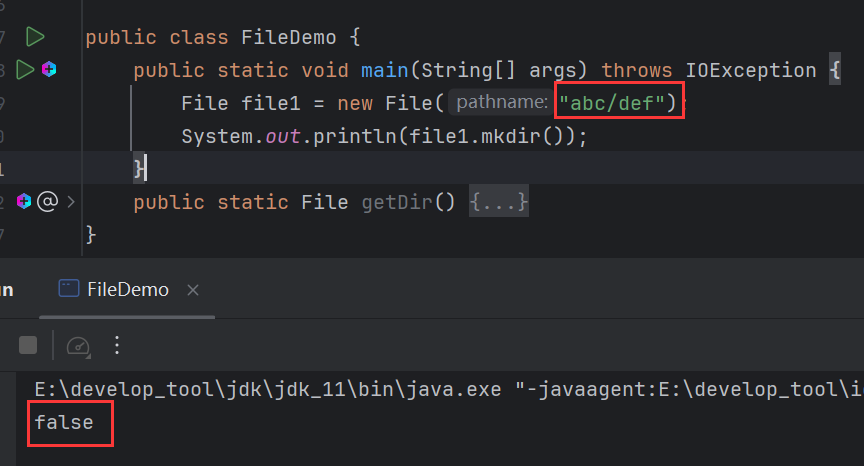 public class FileDemo {
public static void main(String[] args) throws IOException {
File file1 = new File( pathname: "abc/def");
System.out.println(file1.mkdir());
}
public static File getDir() {...}
}
un
FileDemo
E:\develop_tool\jdk\jdk_11\bin\java.exe "-javaagent:E:\develop_tool\i
false